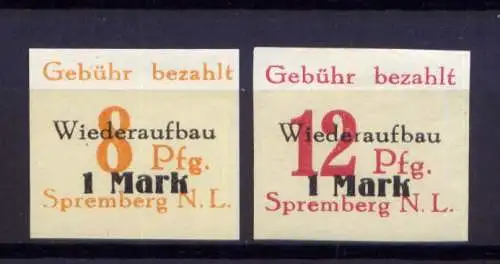 Gebühr bezahlt
Wiederaufbau
8 Pfg.
1 Mark
Spremberg N. L.
Gebühr bezahlt
Wiederaufbau
12 Pfg.
1 Mark
Spremberg N. L.